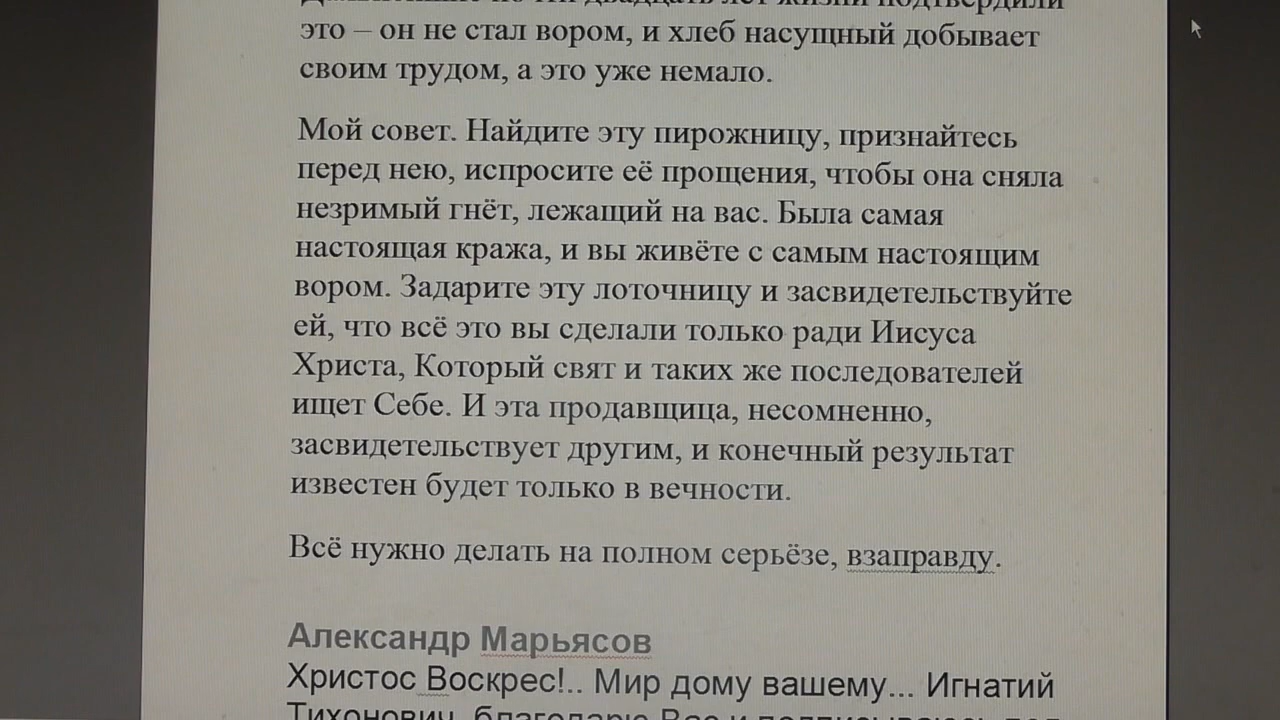 это – он не стал вором, и хлеб насущный добывает
своим трудом, а это уже немало.
Мой совет. Найдите эту пирожницу, признайтесь
перед нею, испросите её прощения, чтобы она сняла
незримый гнёт, лежащий на вас. Была самая
настоящая кража, и вы живёте с самым настоящим
вором. Задарите эту лоточницу и засвидетельствуйте
ей, что всё это вы сделали только ради Иисуса
Христа, Который свят и таких же последователей
ищет Себе. И эта продавщица, несомненно,
засвидетельствует другим, и конечный результат
известен будет только в вечности.
Всё нужно делать на полном серьёзе, взаправду.
Александр Марьясов
Христос Воскрес!.. Мир дому вашему... Игнатий